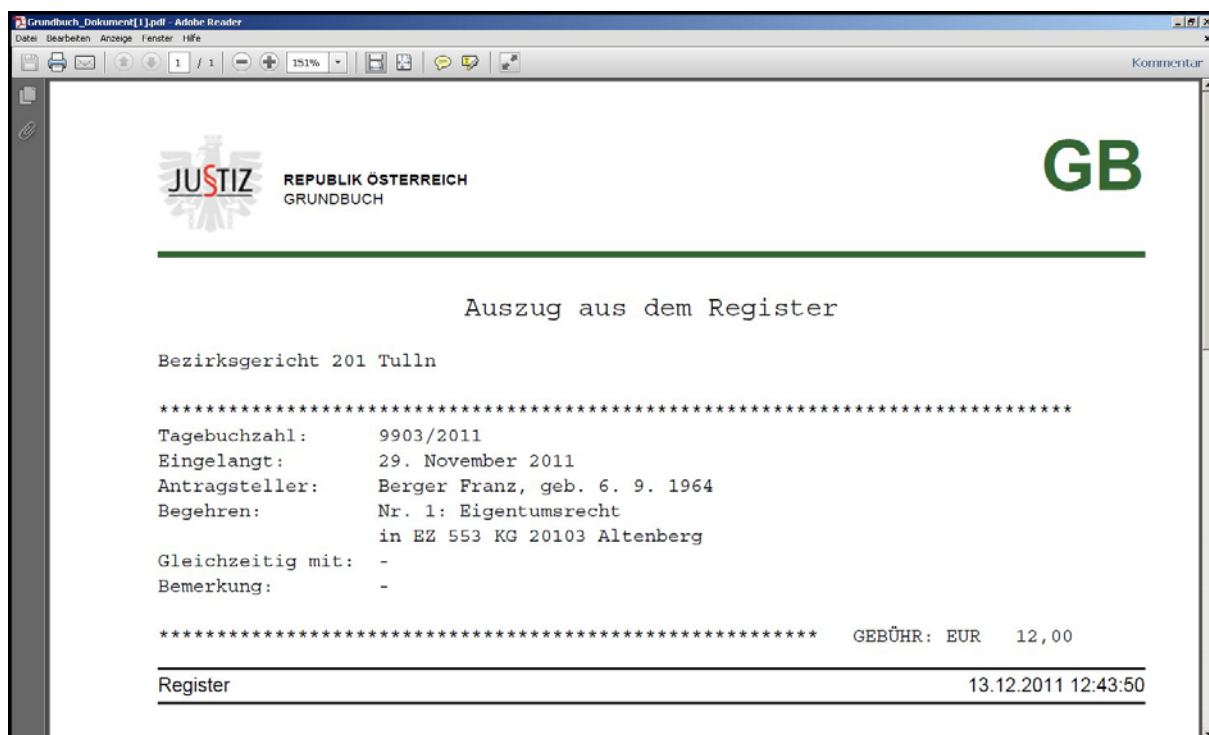 Grundbuch_Dokument[1].pdf - Adobe Reader
Datei Bearbeiten Anzeige Fenster Hilfe
1 / 1 151% Kommentar
JUSTIZ
REPUBLIK ÖSTERREICH
GRUNDBUCH
GB
Auszug aus dem Register
Bezirksgericht 201 Tulln
******************************************************************************
Tagebuchzahl: 9903/2011
Eingelangt: 29. November 2011
Antragsteller: Berger Franz, geb. 6. 9. 1964
Begehren: Nr. 1: Eigentumsrecht
in EZ 553 KG 20103 Altenberg
Gleichzeitig mit: -
Bemerkung: -
******************************************************** GEBÜHR: EUR 12,00
Register 13.12.2011 12:43:50